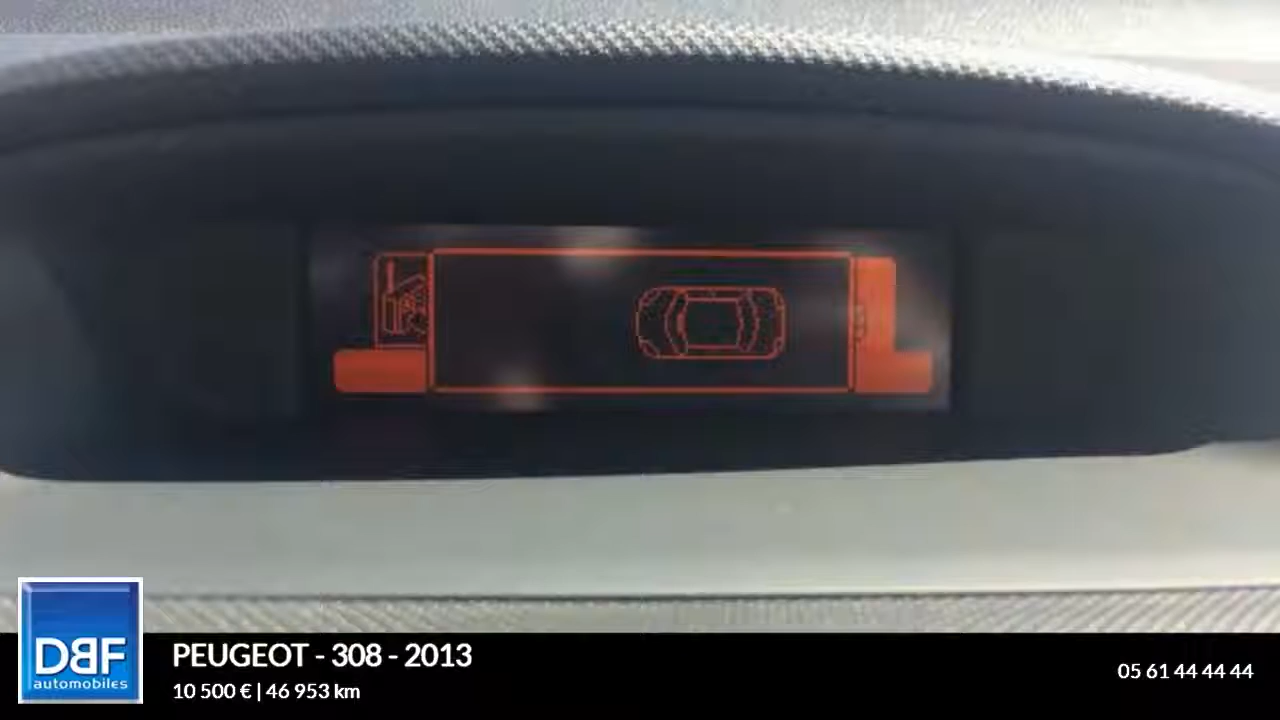 DBF
automobiles
PEUGEOT - 308 - 2013
10 500 € | 46 953 km
05 61 44 44 44